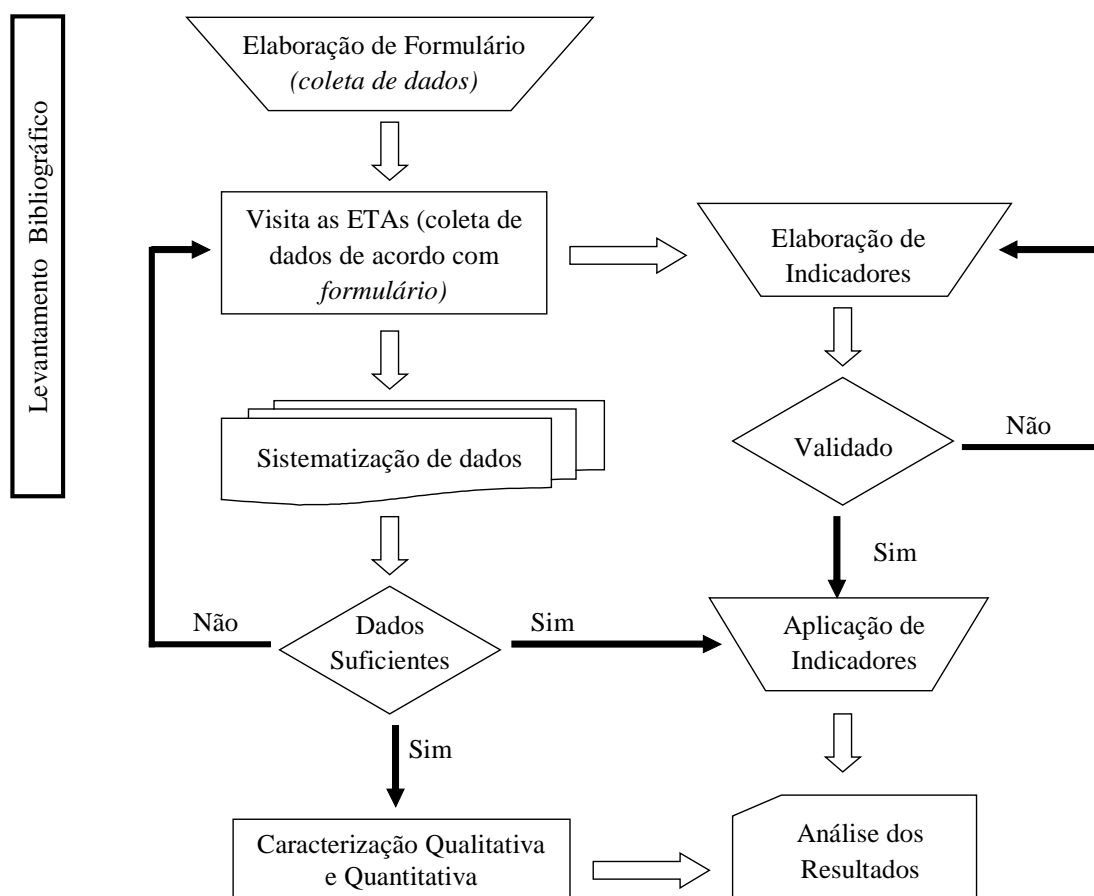 Levantamento Bibliográfico
Elaboração de Formulário
(coleta de dados)
Visita as ETAs (coleta de
dados de acordo com
formulário)
Elaboração de
Indicadores
Sistematização de dados
Validado
Não
Sim
Não
Dados
Suficientes
Sim
Aplicação de
Indicadores
Sim
Caracterização Qualitativa
e Quantitativa
Análise dos
Resultados